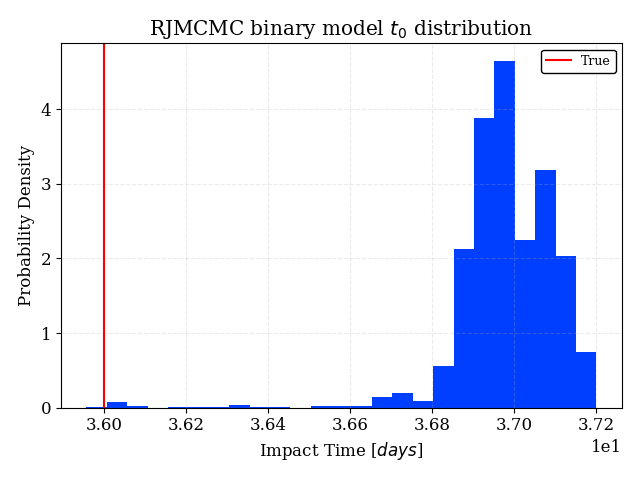 RJMCMC binary model $t_0$ distribution
True
Probability Density
4
3
2
1
0
3.60 3.62 3.64 3.66 3.68 3.70 3.72
1e1
Impact Time [days]